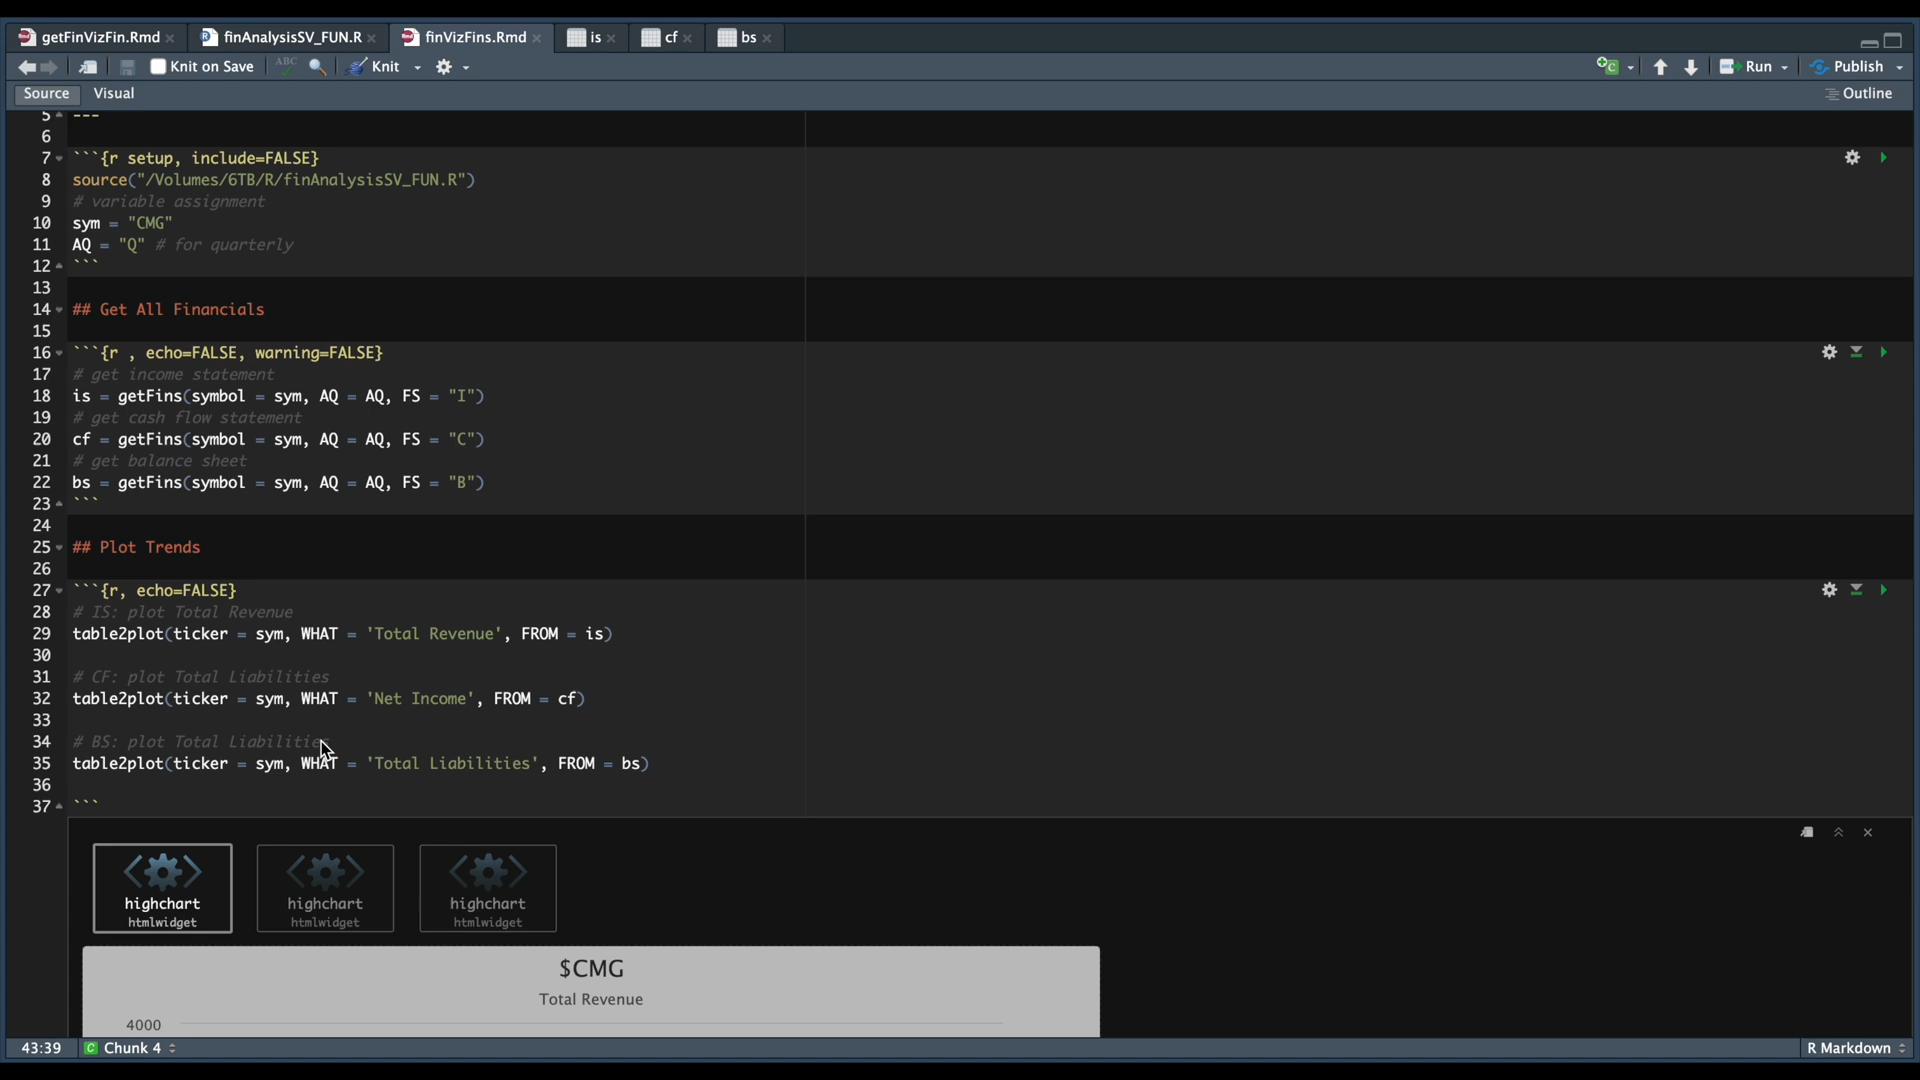 getFinVizFin.Rmd
finAnalysisSV_FUN.R
finVizFins.Rmd
is
cf
bs
Knit on Save
ABC
Knit
Run
Publish
Source
Visual
Outline
5 ---
6
7 ```{r setup, include=FALSE}
8 source("/Volumes/6TB/R/finAnalysisSV_FUN.R")
9 # variable assignment
10 sym = "CMG"
11 AQ = "Q" # for quarterly
12 ```
13
14 ## Get All Financials
15
16 ```{r , echo=FALSE, warning=FALSE}
17 # get income statement
18 is = getFins(symbol = sym, AQ = AQ, FS = "I")
19 # get cash flow statement
20 cf = getFins(symbol = sym, AQ = AQ, FS = "C")
21 # get balance sheet
22 bs = getFins(symbol = sym, AQ = AQ, FS = "B")
23 ```
24
25 ## Plot Trends
26
27 ```{r, echo=FALSE}
28 # IS: plot Total Revenue
29 table2plot(ticker = sym, WHAT = 'Total Revenue', FROM = is)
30
31 # CF: plot Total Liabilities
32 table2plot(ticker = sym, WHAT = 'Net Income', FROM = cf)
33
34 # BS: plot Total Liabilities
35 table2plot(ticker = sym, WHAT = 'Total Liabilities', FROM = bs)
36
37 ```
highchart
htmlwidget
highchart
htmlwidget
highchart
htmlwidget
$CMG
Total Revenue
4000
43:39
C Chunk 4
R Markdown